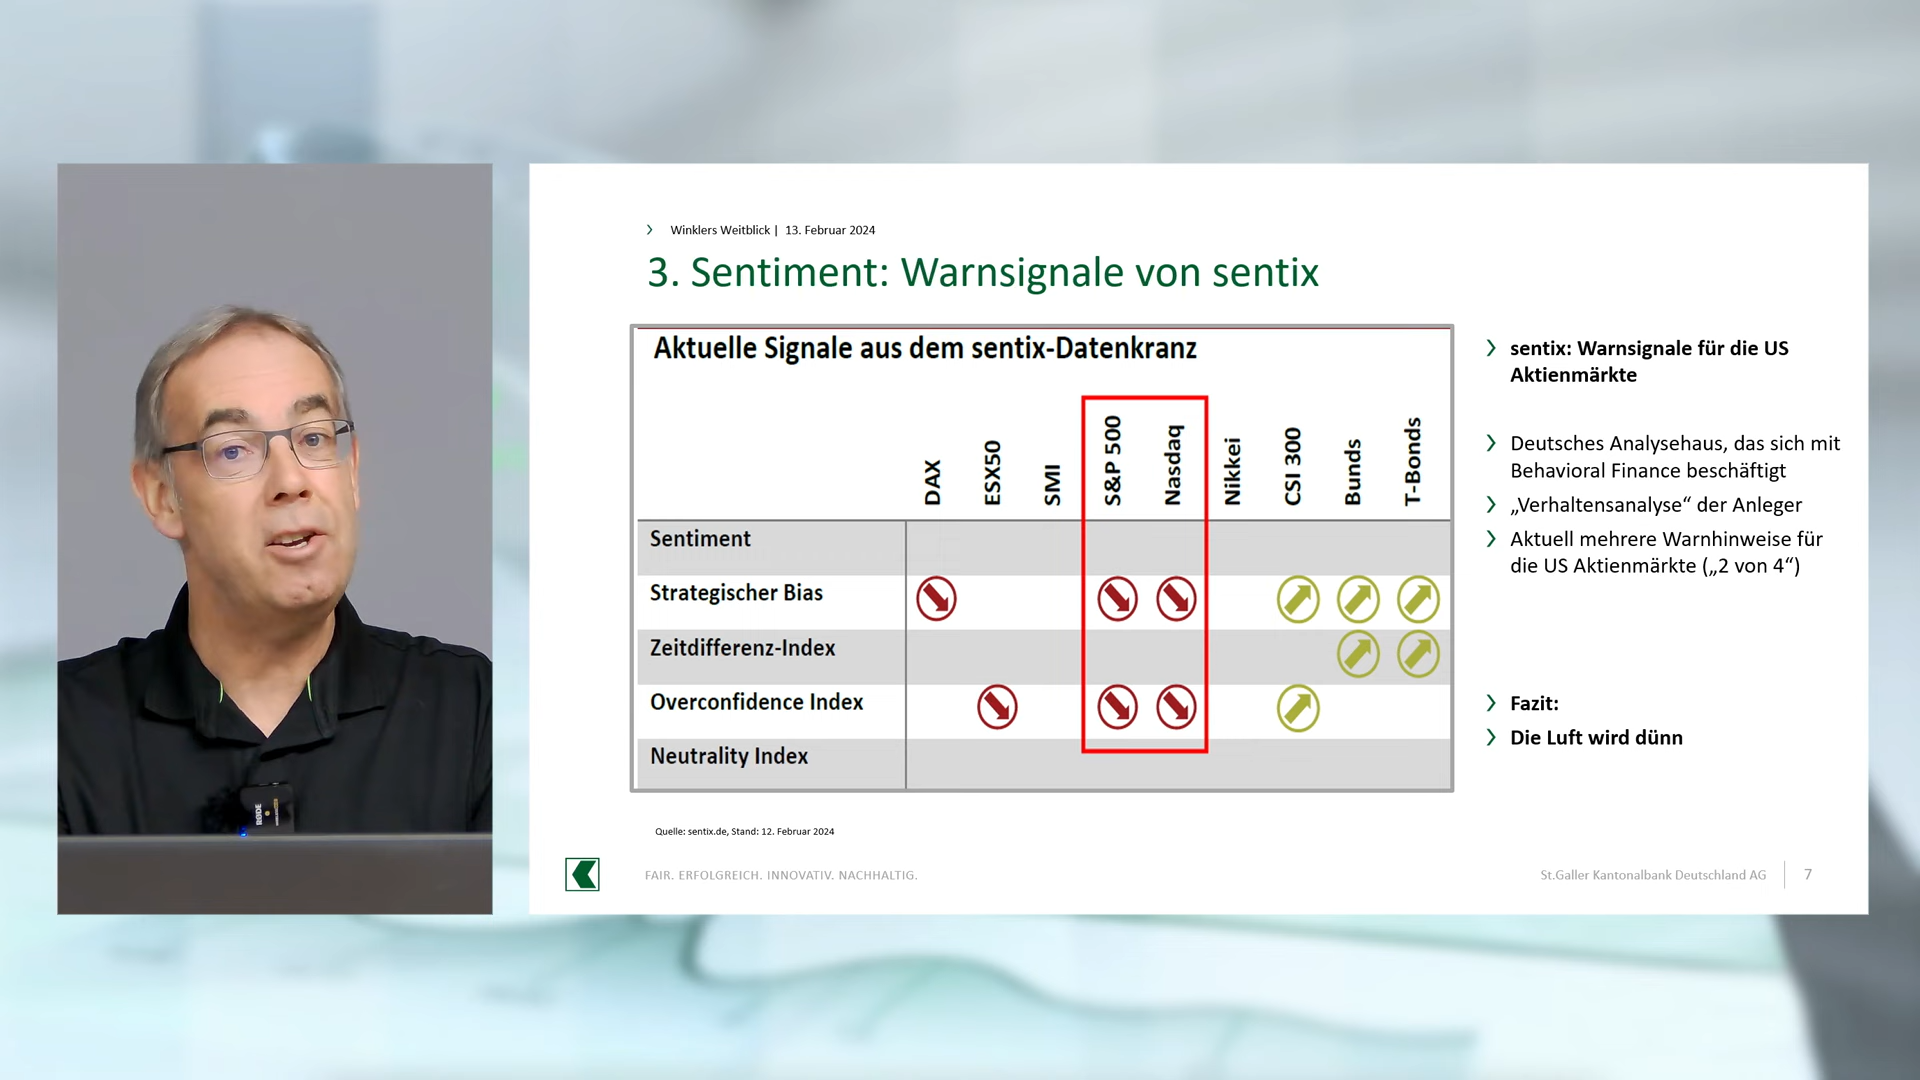 Winklers Weitblick | 13. Februar 2024
3. Sentiment: Warnsignale von sentix
Aktuelle Signale aus dem sentix-Datenkranz
DAX
ESX50
SMI
S&P 500
Nasdaq
Nikkei
CSI 300
Bunds
T-Bonds
Sentiment
Strategischer Bias
Zeitdifferenz-Index
Overconfidence Index
Neutrality Index
sentix: Warnsignale für die US
Aktienmärkte
Deutsches Analysehaus, das sich mit
Behavioral Finance beschäftigt
„Verhaltensanalyse“ der Anleger
Aktuell mehrere Warnhinweise für
die US Aktienmärkte („2 von 4“)
Fazit:
Die Luft wird dünn
Quelle: sentix.de, Stand: 12. Februar 2024
FAIR. ERFOLGREICH. INNOVATIV. NACHHALTIG.
St.Galler Kantonalbank Deutschland AG
7
RØDE